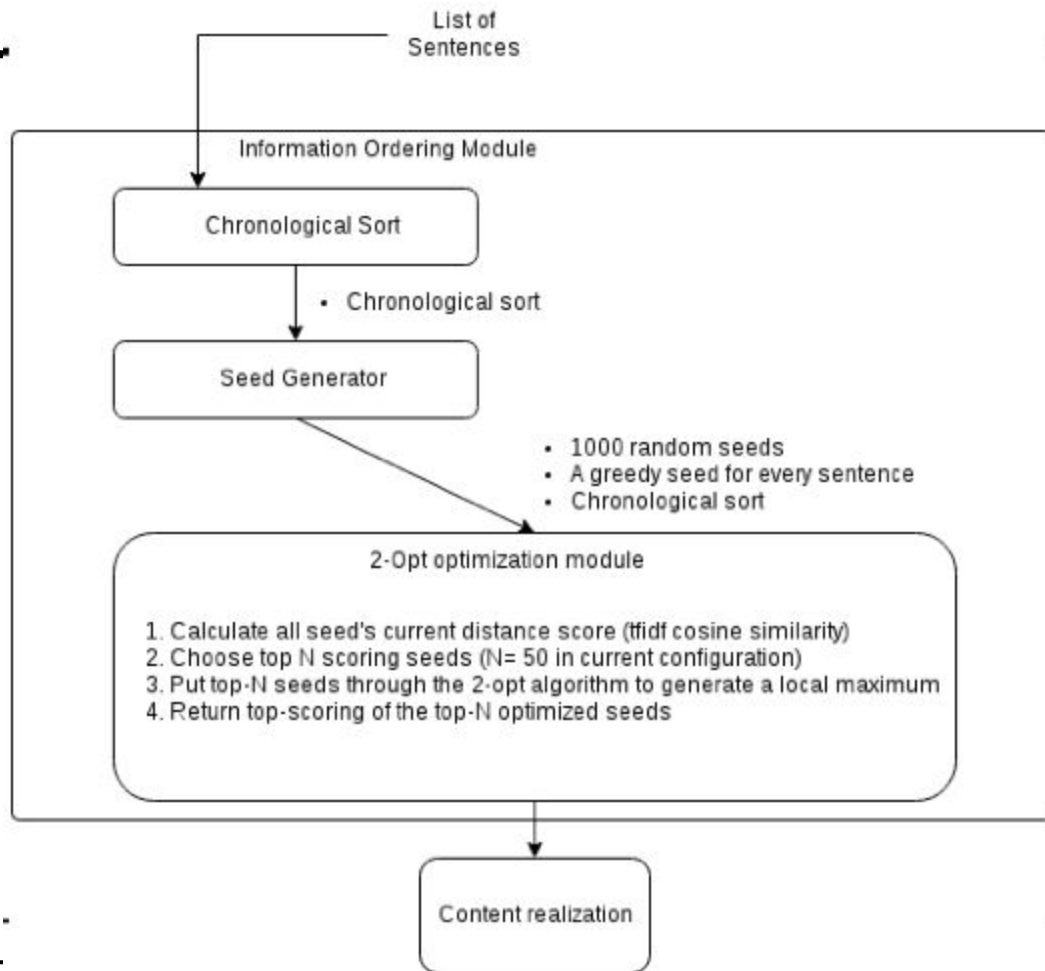 List of
Sentences
Information Ordering Module
Chronological Sort
• Chronological sort
Seed Generator
• 1000 random seeds
• A greedy seed for every sentence
• Chronological sort
2-Opt optimization module
1. Calculate all seed's current distance score (tfidf cosine similarity)
2. Choose top N scoring seeds (N= 50 in current configuration)
3. Put top-N seeds through the 2-opt algorithm to generate a local maximum
4. Return top-scoring of the top-N optimized seeds
Content realization